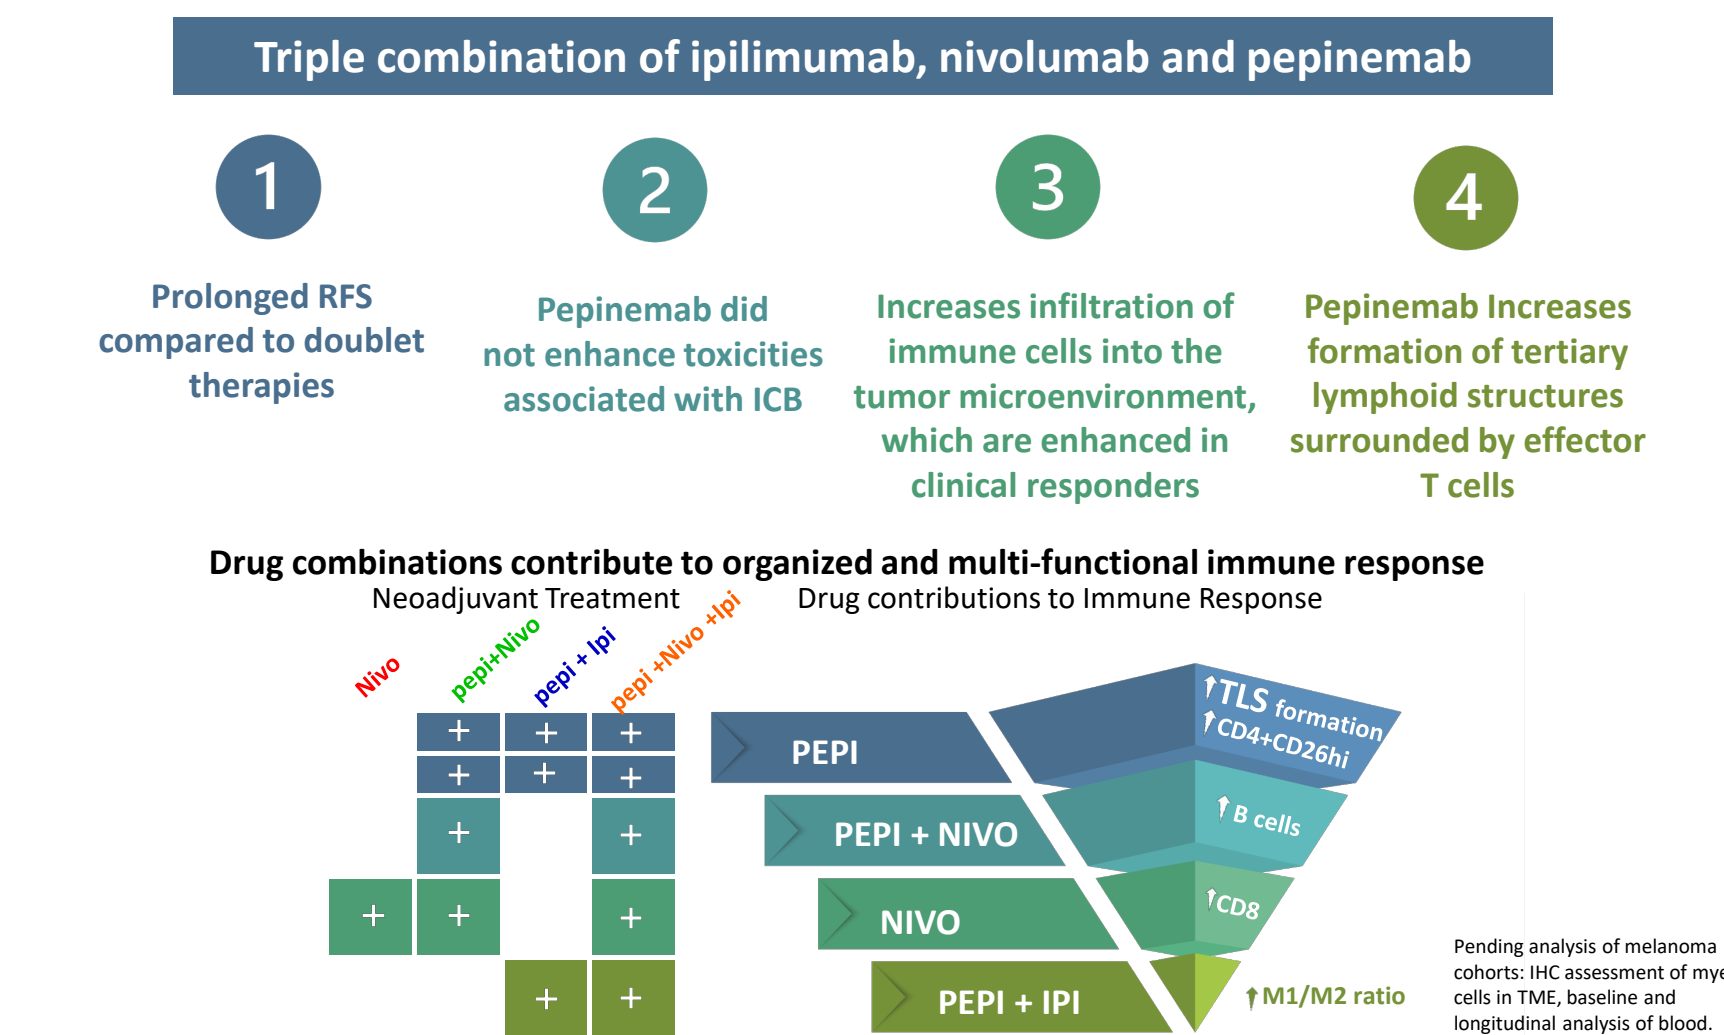 Triple combination of ipilimumab, nivolumab and pepinemab
1
Prolonged RFS
compared to doublet
therapies
2
Pepinemab did
not enhance toxicities
associated with ICB
3
Increases infiltration of
immune cells into the
tumor microenvironment,
which are enhanced in
clinical responders
4
Pepinemab Increases
formation of tertiary
lymphoid structures
surrounded by effector
T cells
Drug combinations contribute to organized and multi-functional immune response
Neoadjuvant Treatment
Nivo
pepi+Nivo
pepi + Ipi
pepi +Nivo +Ipi
+ + +
+ + +
+ +
+ + +
+ +
Drug contributions to Immune Response
PEPI
TLS formation
CD4+CD26hi
PEPI + NIVO
B cells
NIVO
CD8
PEPI + IPI
M1/M2 ratio
Pending analysis of melanoma
cohorts: IHC assessment of
cells in TME, baseline and
longitudinal analysis of blood.